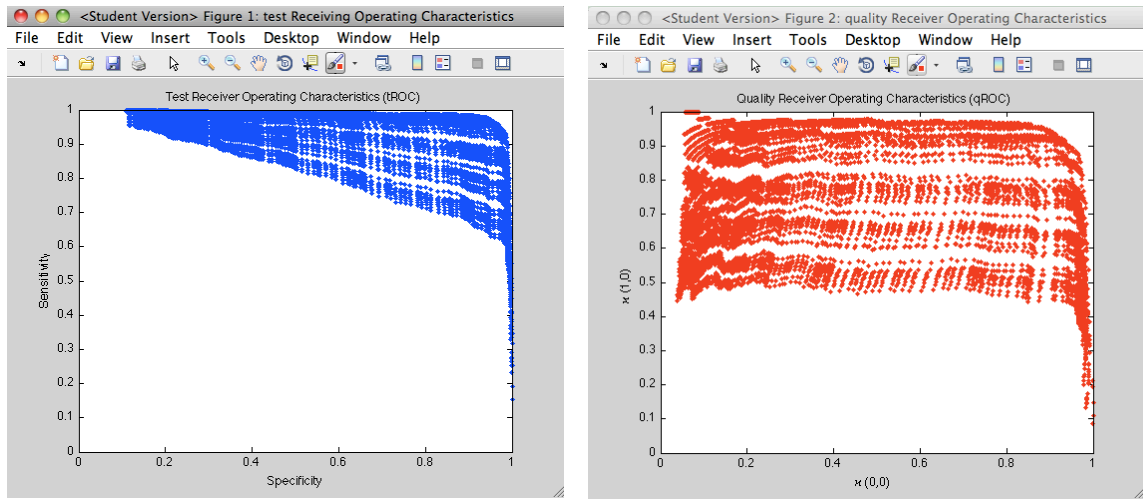 <Student Version> Figure 1: test Receiving Operating Characteristics
File Edit View Insert Tools Desktop Window Help
Test Receiver Operating Characteristics (tROC)
1
0.9
0.8
0.7
0.6
0.5
0.4
0.3
0.2
0.1
0
Sensitivity
0 0.2 0.4 0.6 0.8 1
Specificity
<Student Version> Figure 2: quality Receiver Operating Characteristics
File Edit View Insert Tools Desktop Window Help
Quality Receiver Operating Characteristics (qROC)
1
0.9
0.8
0.7
0.6
0.5
0.4
0.3
0.2
0.1
0
ϰ (1,0)
0 0.2 0.4 0.6 0.8 1
ϰ (0,0)